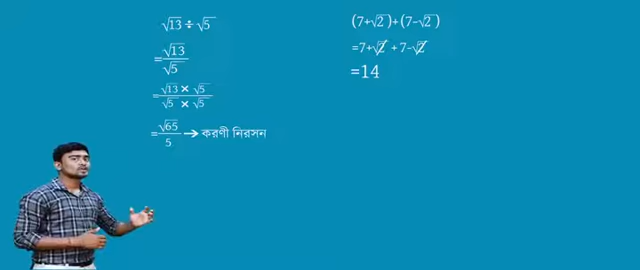 √13 ÷ √5
= √13/√5
= √13 × √5 / √5 × √5
= √65/5 → করণী নিরসন
(7+√2)+(7-√2)
=7+√2 + 7-√2
=14